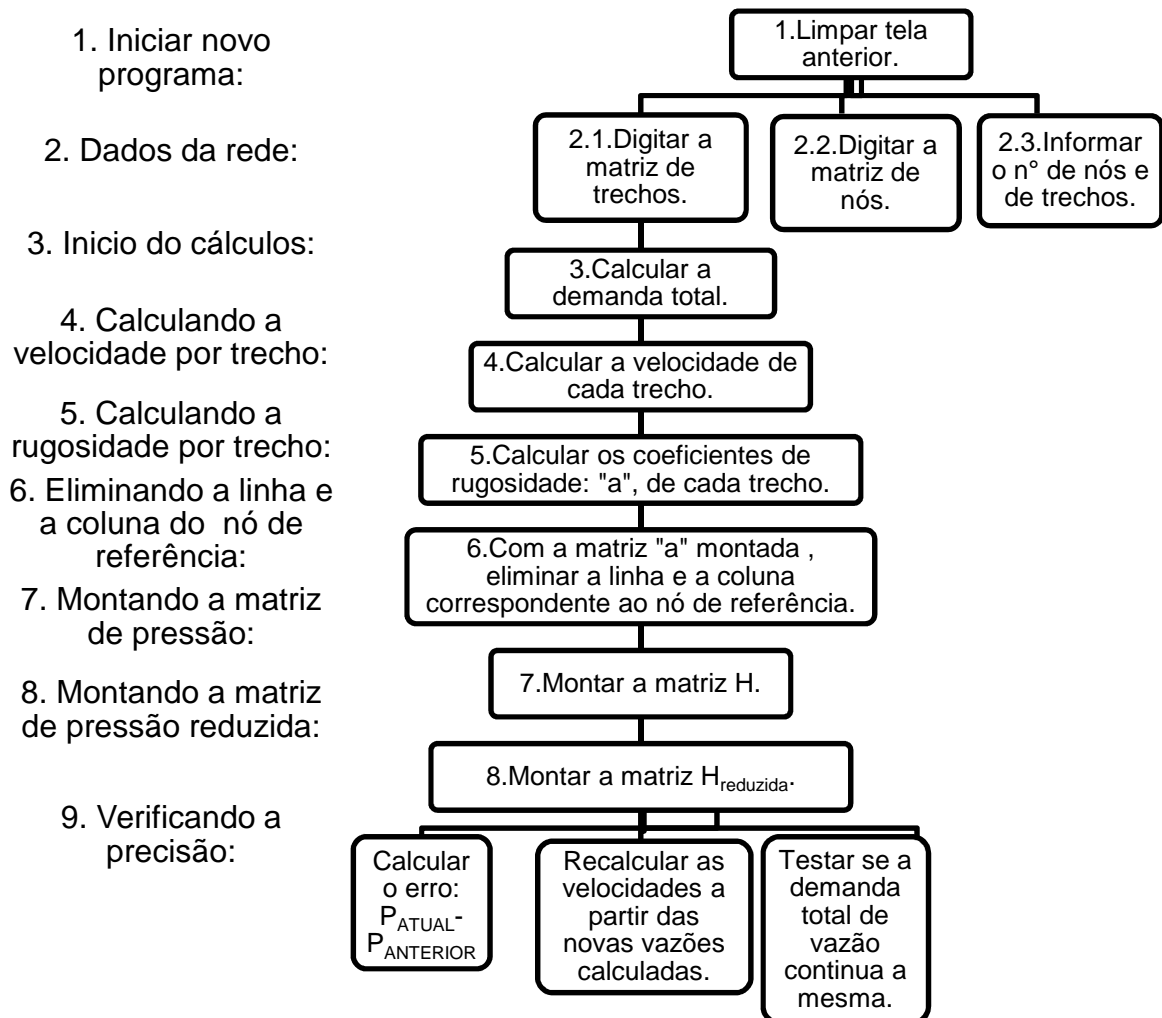 1. Iniciar novo
programa:
1.Limpar tela
anterior.
2. Dados da rede:
2.1.Digitar a
matriz de
trechos.
2.2.Digitar a
matriz de
nós.
2.3.Informar
o n° de nós e
de trechos.
3. Inicio do cálculos:
3.Calcular a
demanda total.
4. Calculando a
velocidade por trecho:
4.Calcular a velocidade de
cada trecho.
5. Calculando a
rugosidade por trecho:
5.Calcular os coeficientes de
rugosidade: "a", de cada trecho.
6. Eliminando a linha e
a coluna do nó de
referência:
6.Com a matriz "a" montada ,
eliminar a linha e a coluna
correspondente ao nó de referência.
7. Montando a matriz
de pressão:
7.Montar a matriz H.
8. Montando a matriz
de pressão reduzida:
8.Montar a matriz Hreduzida.
9. Verificando a
precisão:
Calcular
o erro:
PATUAL-
PANTERIOR
Recalcular as
velocidades a
partir das
novas vazões
calculadas.
Testar se a
demanda
total de
vazão
continua a
mesma.